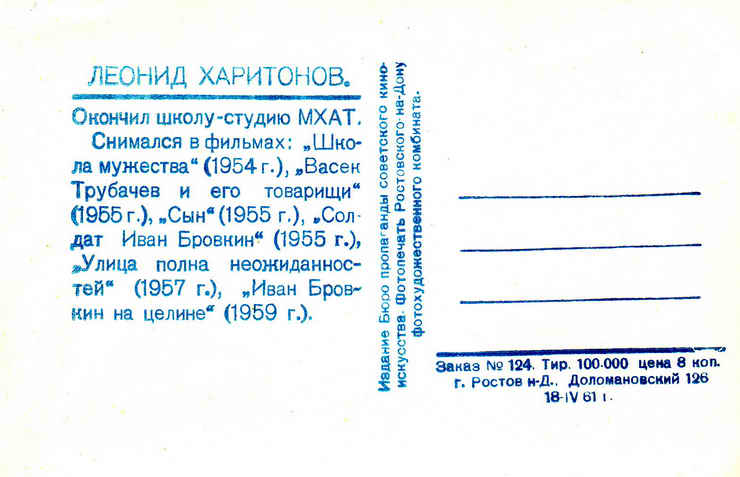 ЛЕОНИД ХАРИТОНОВ.
Окончил школу-студию МХАТ.
Снимался в фильмах: „Шко-
ла мужества“ (1954 г.), „Васек
Трубачев и его товарищи“
(1955 г.), „Сын“ (1955 г.), „Сол-
дат Иван Бровкин“ (1955 г.),
„Улица полна неожиданнос-
тей“ (1957 г.), „Иван Бров-
кин на целине“ (1959 г.).
Издание Бюро пропаганды советского кино-
искусства. Фотопечать Ростовского-на-Дону
фотохудожественного комбината.
Заказ № 124. Тир. 100.000 цена 8 коп.
г. Ростов н-Д., Доломановский 126
18-IV 61 г.